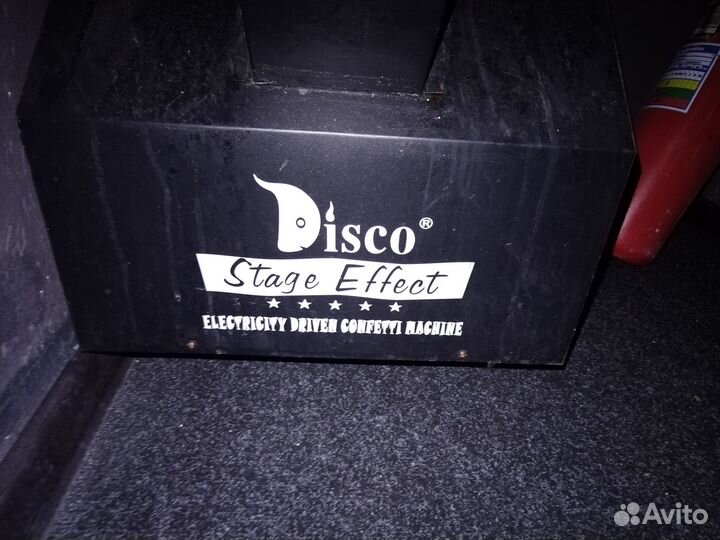 Disco®
Stage Effect
ELECTRICITY DRIVEN CONFETTI MACHINE
Avito